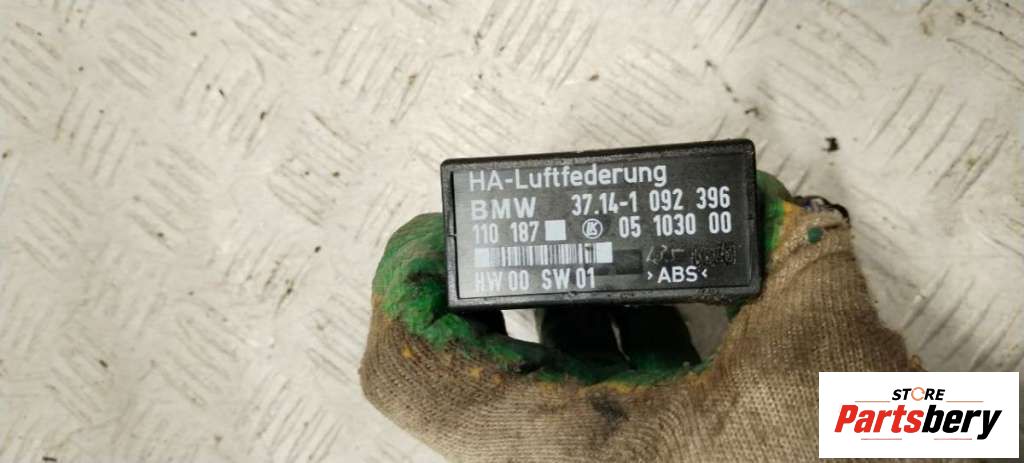 HA-Luftfederung
BMW 37.14-1 092 396
110 187 LK 05 1030 00
HW 00 SW 01 >ABS<
STORE
Partsbery